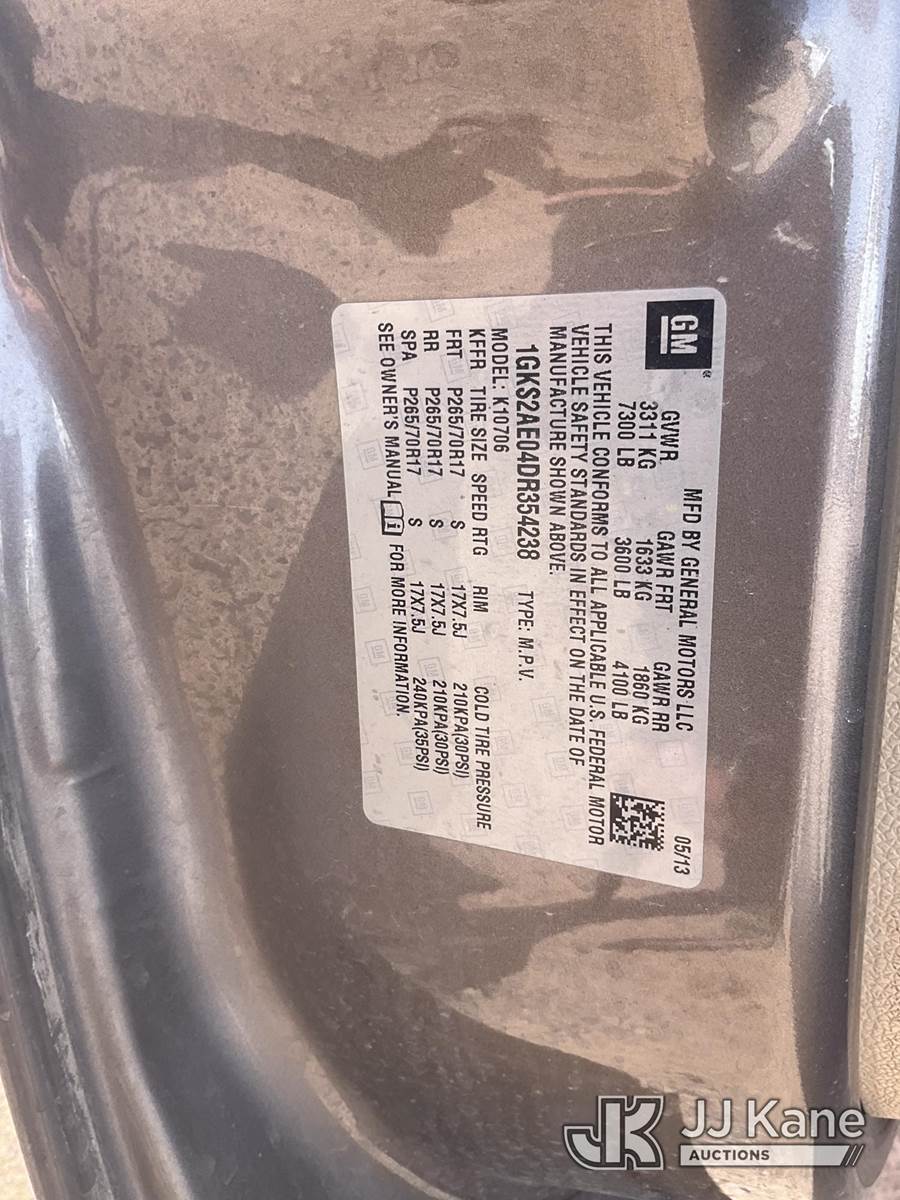 GM
MFD BY GENERAL MOTORS LLC 05/13
GVWR GAWR FRT GAWR RR
3311 KG 1633 KG 1860 KG
7300 LB 3600 LB 4100 LB
THIS VEHICLE CONFORMS TO ALL APPLICABLE U.S. FEDERAL MOTOR
VEHICLE SAFETY STANDARDS IN EFFECT ON THE DATE OF
MANUFACTURE SHOWN ABOVE.
1GKS2AE04DR354238 TYPE: M.P.V.
MODEL: K10706
KFFR TIRE SIZE SPEED RTG RIM COLD TIRE PRESSURE
FRT P265/70R17 S 17X7.5J 210KPA(30PSI)
RR P265/70R17 S 17X7.5J 210KPA(30PSI)
SPA P265/70R17 S 17X7.5J 240KPA(35PSI)
SEE OWNER'S MANUAL FOR MORE INFORMATION.
JK JJ Kane
AUCTIONS